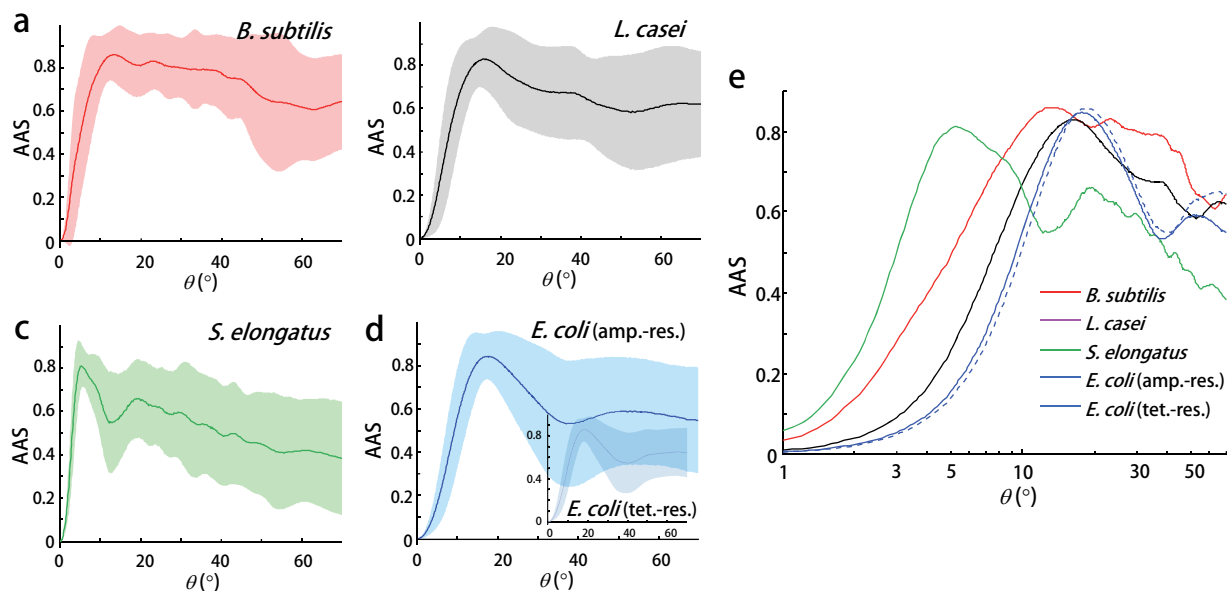 a
B. subtilis
AAS
0.8
0.6
0.4
0.2
0
0 20 40 60
θ (°)
L. casei
AAS
0.8
0.6
0.4
0.2
0
0 20 40 60
θ (°)
c
S. elongatus
AAS
0.8
0.6
0.4
0.2
0
0 20 40 60
θ (°)
d
E. coli (amp.-res.)
AAS
0.8
0.6
0.4
0.2
0
0 20 40 60
θ (°)
0.8
0.4
0
0 20 40 60
E. coli (tet.-res.)
e
AAS
0.8
0.6
0.4
0.2
0
1 3 5 10 30 50
θ (°)
B. subtilis
L. casei
S. elongatus
E. coli (amp.-res.)
E. coli (tet.-res.)